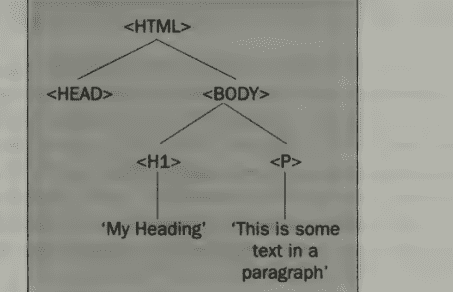 <HTML>
<HEAD> <BODY>
<H1> <P>
‘My Heading’ ‘This is some
text in a
paragraph’